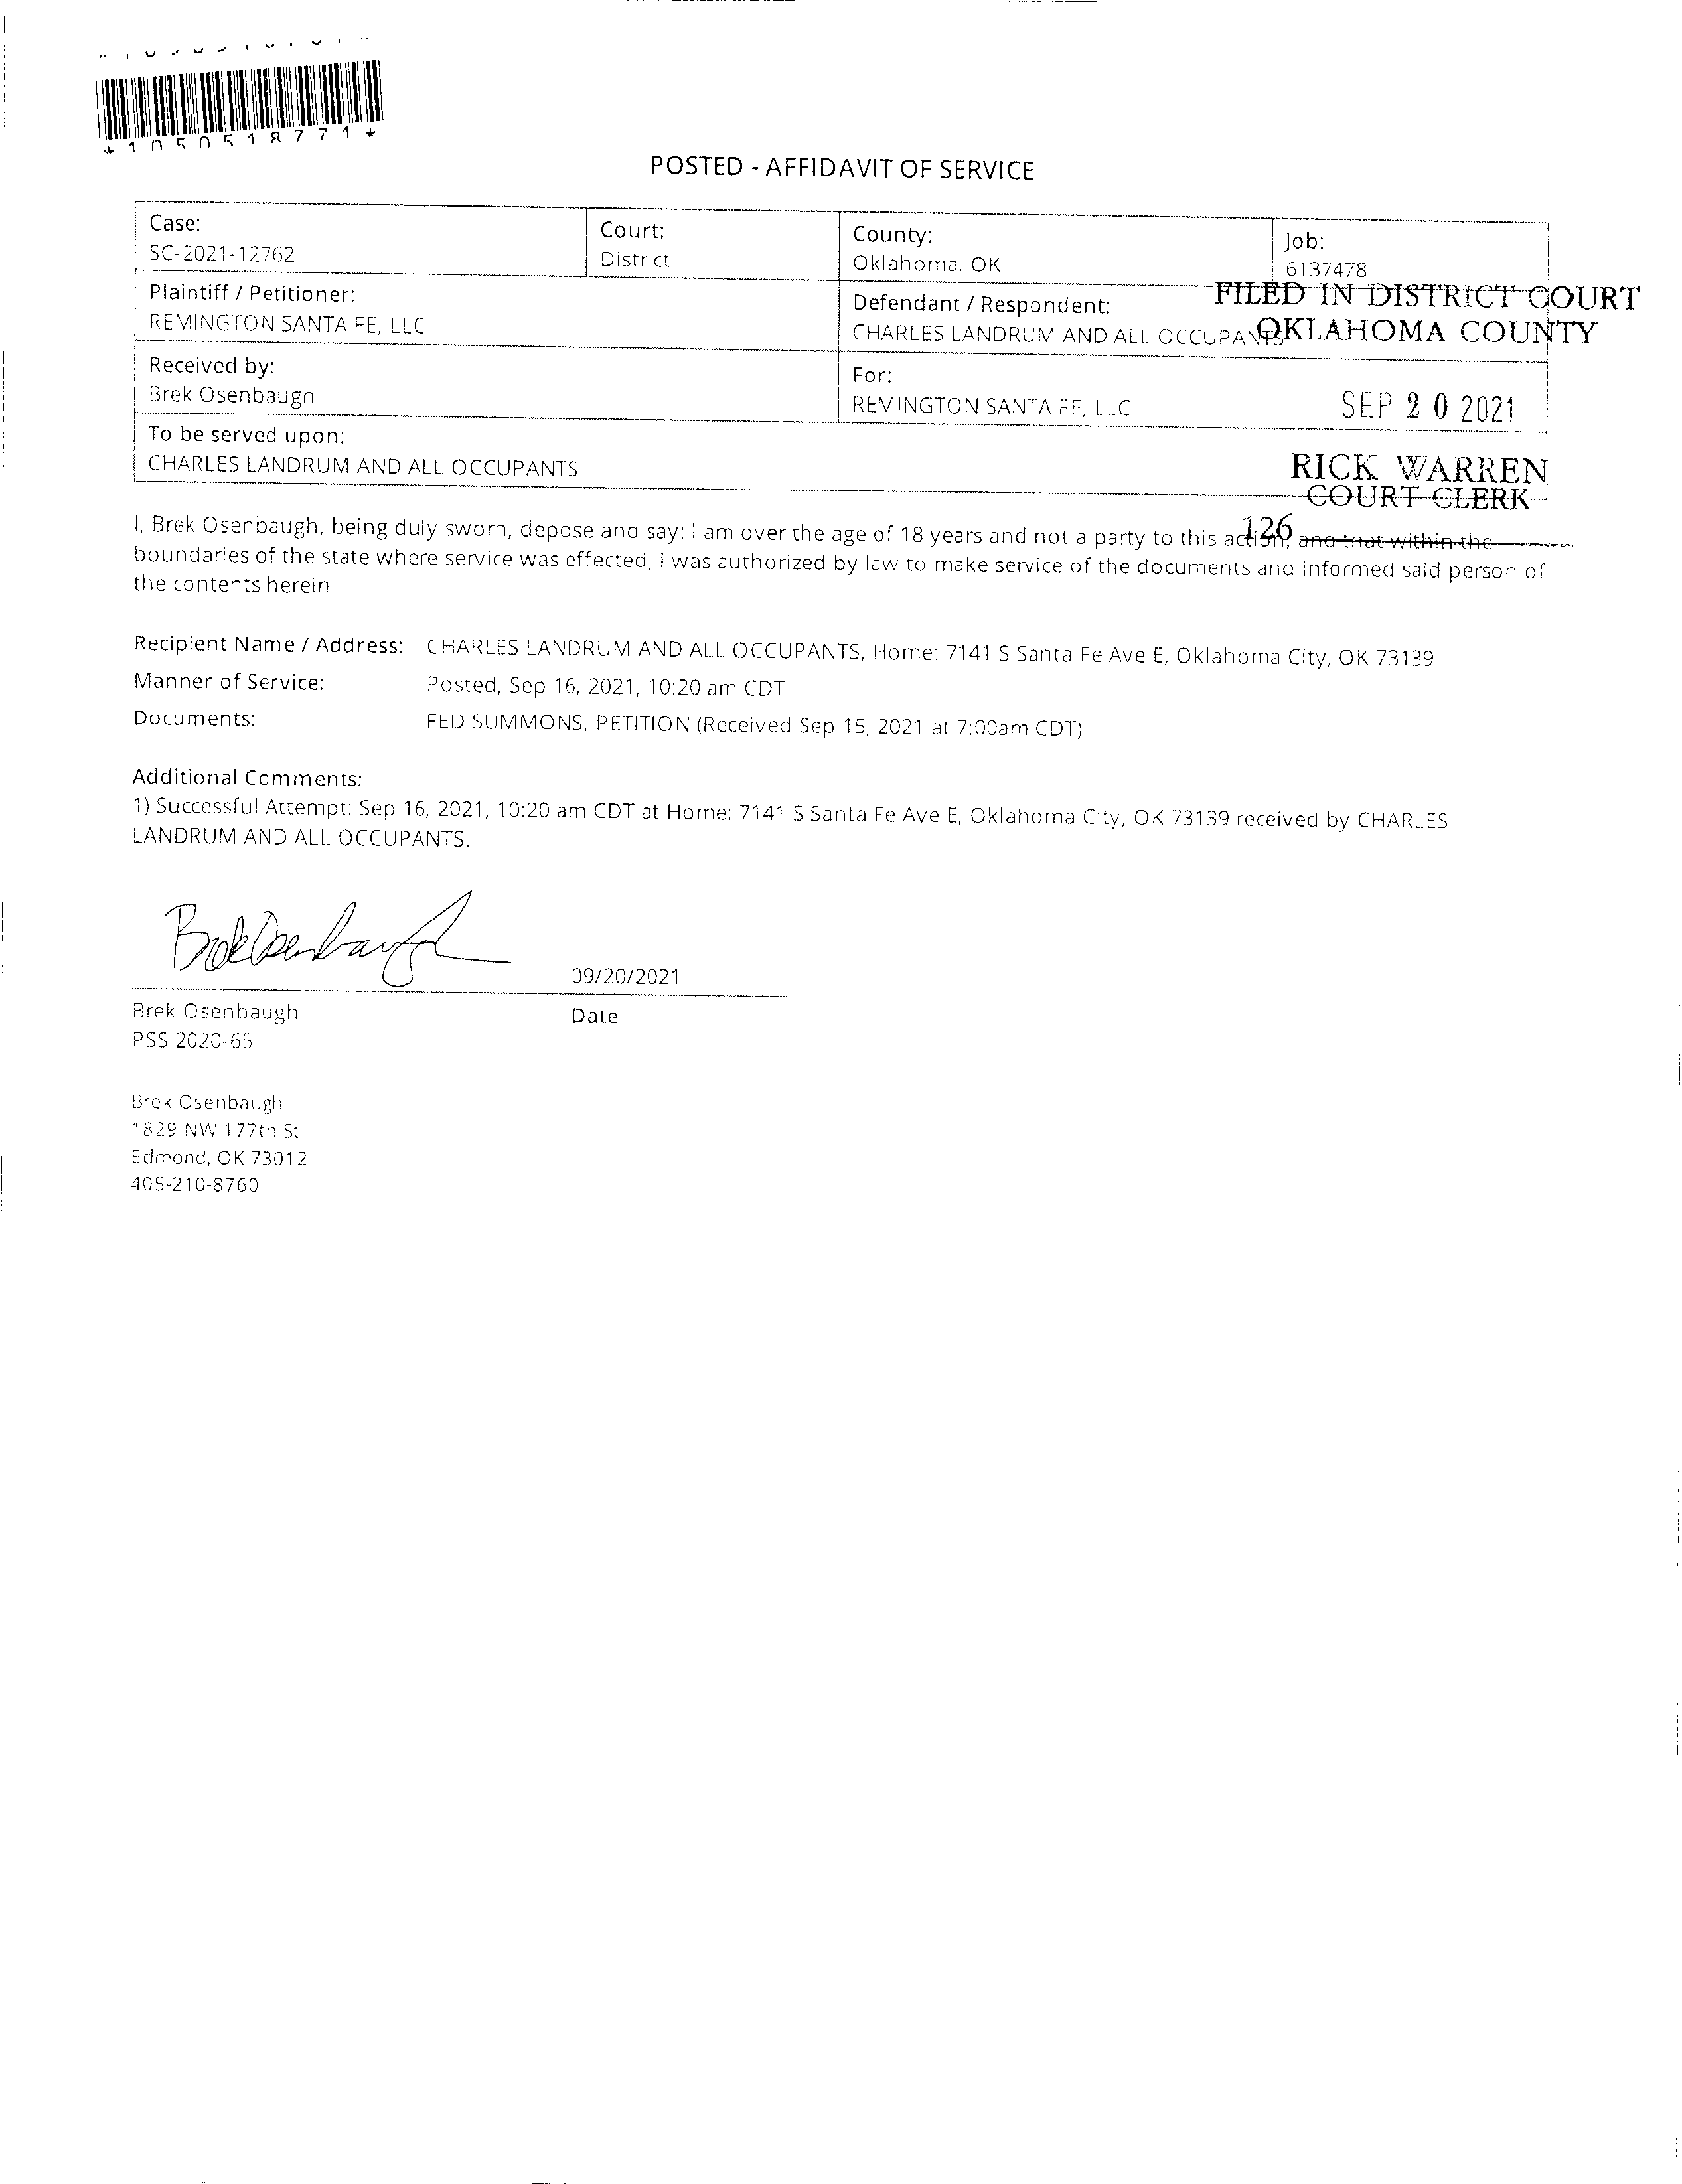 *1050518771*
POSTED - AFFIDAVIT OF SERVICE
Case:
SC-2021-12762
Court:
District
County:
Oklahoma, OK
Job:
6137478
Plaintiff / Petitioner:
REMINGTON SANTA FE, LLC
Defendant / Respondent:
CHARLES LANDRUM AND ALL OCCUPANTS
FILED IN DISTRICT COURT
OKLAHOMA COUNTY
Received by:
Brek Osenbaugh
For:
REMINGTON SANTA FE, LLC
SEP 20 2021
To be served upon:
CHARLES LANDRUM AND ALL OCCUPANTS
RICK WARREN
COURT CLERK
126
I, Brek Osenbaugh, being duly sworn, depose and say: I am over the age of 18 years and not a party to this action, and that within the
boundaries of the state where service was effected, I was authorized by law to make service of the documents and informed said person of
the contents herein
Recipient Name / Address: CHARLES LANDRUM AND ALL OCCUPANTS, Home: 7141 S Santa Fe Ave E, Oklahoma City, OK 73139
Manner of Service: Posted, Sep 16, 2021, 10:20 am CDT
Documents: FED SUMMONS, PETITION (Received Sep 15, 2021 at 7:00am CDT)
Additional Comments:
1) Successful Attempt: Sep 16, 2021, 10:20 am CDT at Home: 7141 S Santa Fe Ave E, Oklahoma City, OK 73139 received by CHARLES
LANDRUM AND ALL OCCUPANTS.
Brek Osenbaugh
09/20/2021
Brek Osenbaugh
Date
PSS 2020-65
Brek Osenbaugh
1829 NW 177th St
Edmond, OK 73012
405-210-8760